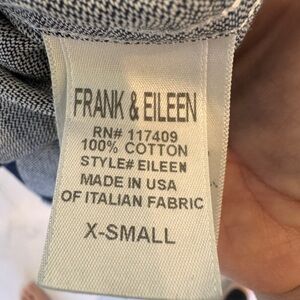 FRANK & EILEEN
RN# 117409
100% COTTON
STYLE# EILEEN
MADE IN USA
OF ITALIAN FABRIC
X-SMALL